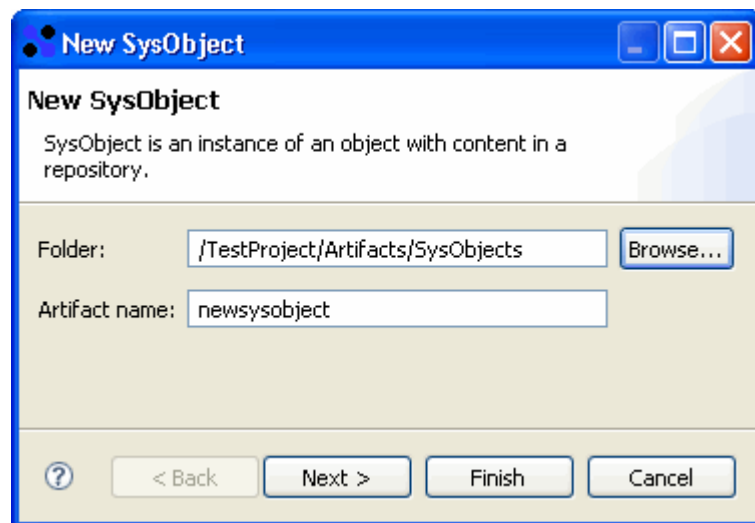 New SysObject
New SysObject
SysObject is an instance of an object with content in a
repository.
Folder: /TestProject/Artifacts/SysObjects Browse...
Artifact name: newsysobject
? < Back Next > Finish Cancel